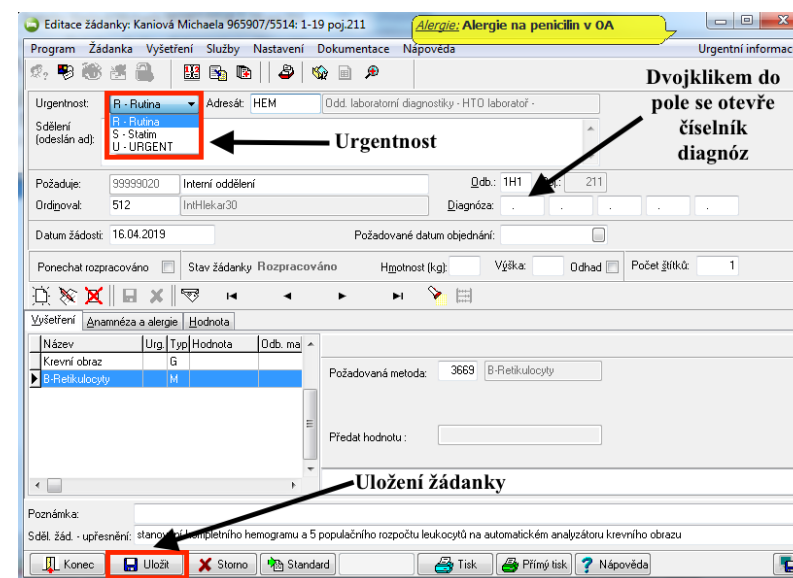 Editace žádanky: Kaniová Michaela 965907/5514: 1-19 poj.211
Alergie: Alergie na penicilin v OA
Program Žádanka Vyšetření Služby Nastavení Dokumentace Nápověda Urgentní informac
Dvojklikem do
pole se otevře
číselník
diagnóz
Urgentnost: R - Rutina Adresát: HEM Odd. laboratorní diagnostiky - HTO laboratoř -
R - Rutina
S - Statim
U - URGENT
Sdělení
(odeslán ad):
Urgentnost
Požaduje: 99999020 Interní oddělení Odb.: 1H1 211
Ordinoval: 512 IntHlekar30 Diagnóza: . . . . .
Datum žádosti: 16.04.2019 Požadované datum objednání:
Ponechat rozpracováno Stav žádanky Rozpracováno Hmotnost (kg): Výška: Odhad Počet štítků: 1
Vyšetření Anamnéza a alergie Hodnota
Název Urg. Typ Hodnota Odb. ma
Krevní obraz G
B-Retikulocyty M
Požadovaná metoda: 3669 B-Retikulocyty
Předat hodnotu :
Uložení žádanky
Poznámka:
Sděl. žád. - upřesnění: stanovení kompletního hemogramu a 5 populačního rozpočtu leukocytů na automatickém analyzátoru krevního obrazu
Konec Uložit Storno Standard Tisk Přímý tisk Nápověda